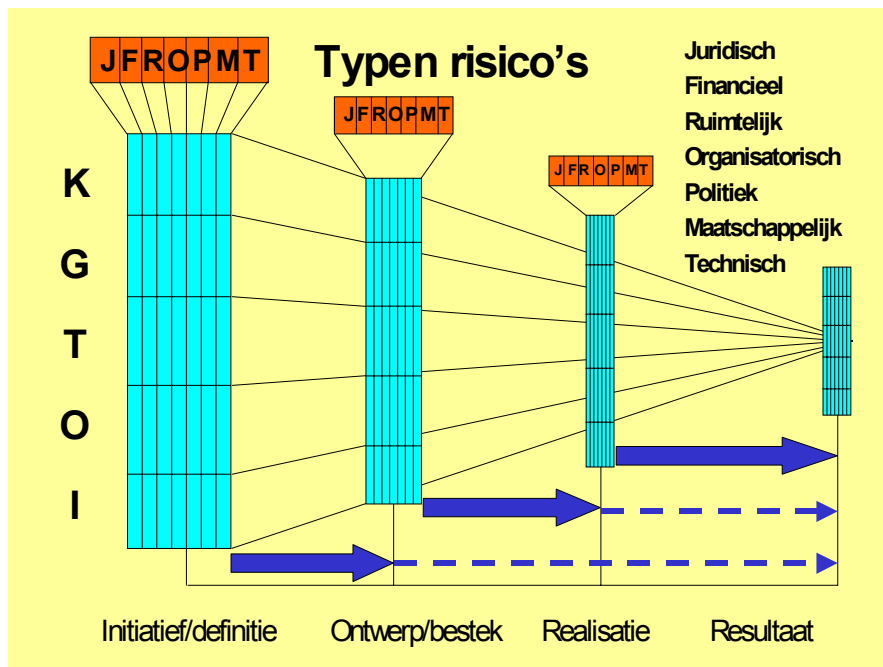 Typen risico’s
JFROPMT
JFROPMT
JFROPMT
Juridisch
Financieel
Ruimtelijk
Organisatorisch
Politiek
Maatschappelijk
Technisch
K
G
T
O
I
Initiatief/definitie
Ontwerp/bestek
Realisatie
Resultaat